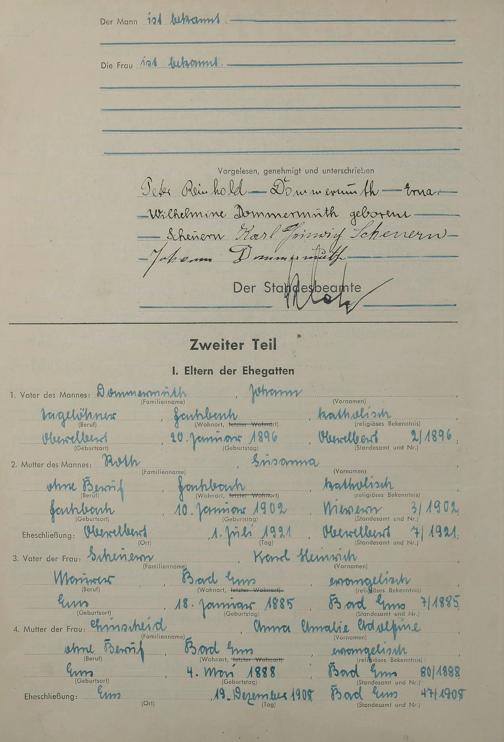 Der Mann ist bekannt.
Die Frau ist bekannt.
Vorgelesen, genehmigt und unterschrieben
Peter Reinhold Dommermuth Erna
Wilhelmine Dommermuth geborene
Scheuern Karl Heinrich Scheuern
Johann Dommermuth
Der Standesbeamte
Zweiter Teil
I. Eltern der Ehegatten
1. Vater des Mannes: Dommermuth Johann
(Familienname) (Vornamen)
Tagelöhner Fachbach katholisch
(Beruf) (Wohnort, letzter Wohnort) (religiöses Bekenntnis)
Oberelbert 20. Januar 1896 Oberelbert 2/1896
(Geburtsort) (Geburtstag) (Standesamt und Nr.)
2. Mutter des Mannes: Roth Susanna
(Familienname) (Vornamen)
ohne Beruf Fachbach katholisch
(Beruf) (Wohnort, letzter Wohnort) (religiöses Bekenntnis)
Fachbach 10. Januar 1902 Nievern 3/1902
(Geburtsort) (Geburtstag) (Standesamt und Nr.)
Eheschließung: Oberelbert 1. Juli 1921 Oberelbert 7/1921
(Ort) (Tag) (Standesamt und Nr.)
3. Vater der Frau: Scheuern Karl Heinrich
(Familienname) (Vornamen)
Maurer Bad Ems evangelisch
(Beruf) (Wohnort, letzter Wohnort) (religiöses Bekenntnis)
Ems 18. Januar 1885 Bad Ems 7/1885
(Geburtsort) (Geburtstag) (Standesamt und Nr.)
4. Mutter der Frau: Anna Amalie Adolfine
(Familienname) (Vornamen)
ohne Beruf Bad Ems evangelisch
(Beruf) (Wohnort, letzter Wohnort) (religiöses Bekenntnis)
Ems 4. Mai 1888 Bad Ems 80/1888
(Geburtsort) (Geburtstag) (Standesamt und Nr.)
Eheschließung: Ems 19. Dezember 1908 Bad Ems 47/1908
(Ort) (Tag) (Standesamt und Nr.)